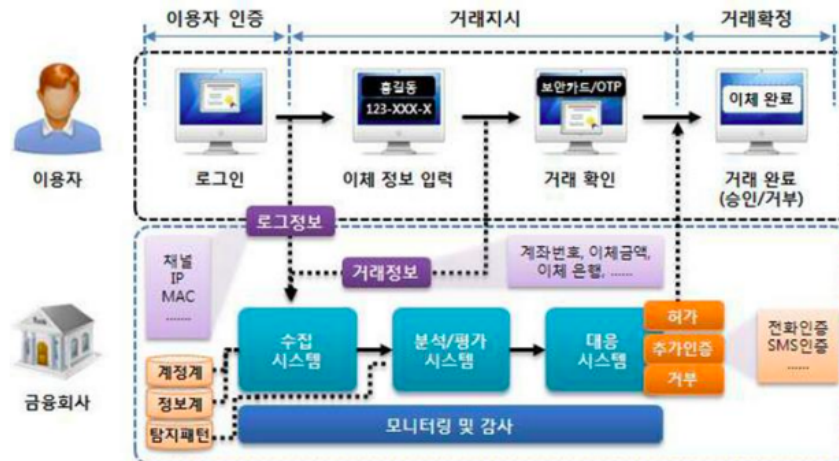 이용자 인증
거래지시
거래확정
홍길동
123-XXX-X
보안카드/OTP
이체 완료
이용자
로그인
이체 정보 입력
거래 확인
거래 완료
(승인/거부)
로그정보
채널
IP
MAC
.......
거래정보
계좌번호, 이체금액,
이체 은행, ......
금융회사
계정계
정보계
탐지패턴
수집
시스템
분석/평가
시스템
대응
시스템
허가
추가인증
거부
전화인증
SMS인증
......
모니터링 및 감사